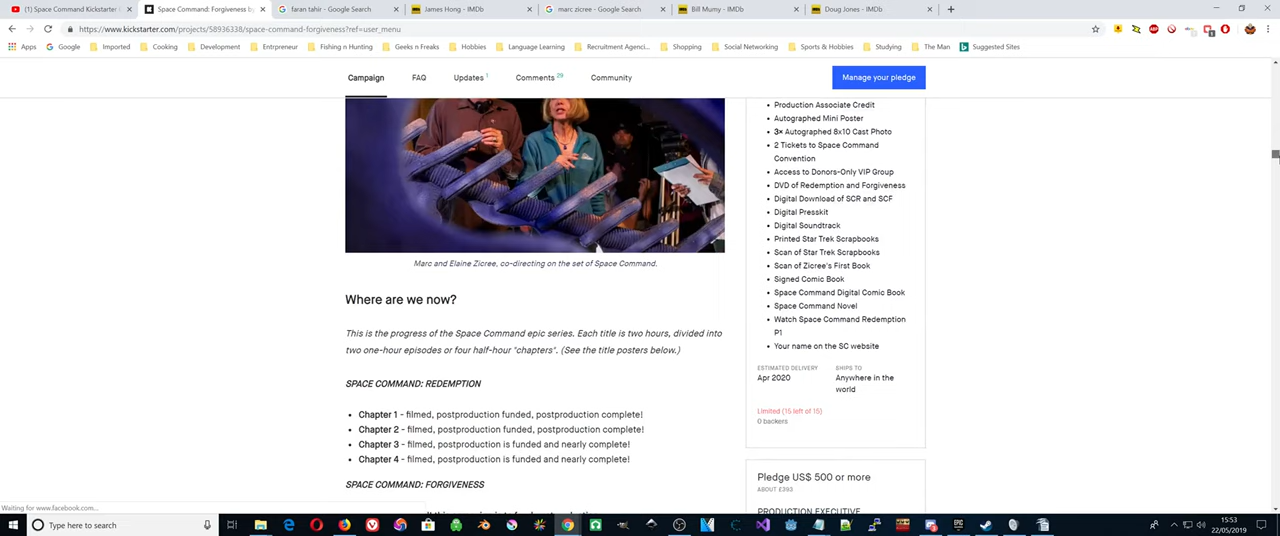 (1) Space Command Kickstarter (
Space Command: Forgiveness by
faran tahir - Google Search
James Hong - IMDb
marc zicree - Google Search
Bill Mumy - IMDb
Doug Jones - IMDb
https://www.kickstarter.com/projects/58936338/space-command-forgiveness?ref=user_menu
Apps
Google
Imported
Cooking
Development
Entrpreneur
Fishing n Hunting
Geeks n Freaks
Hobbies
Language Learning
Recruitment Agenci...
Shopping
Social Networking
Sports & Hobbies
Studying
The Man
Suggested Sites
Campaign
FAQ
Updates 1
Comments 29
Community
Manage your pledge
Marc and Elaine Zicree, co-directing on the set of Space Command.
Where are we now?
This is the progress of the Space Command epic series. Each title is two hours, divided into
two one-hour episodes or four half-hour "chapters". (See the title posters below.)
SPACE COMMAND: REDEMPTION
• Chapter 1 - filmed, postproduction funded, postproduction complete!
• Chapter 2 - filmed, postproduction funded, postproduction complete!
• Chapter 3 - filmed, postproduction is funded and nearly complete!
• Chapter 4 - filmed, postproduction is funded and nearly complete!
SPACE COMMAND: FORGIVENESS
• Production Associate Credit
• Autographed Mini Poster
• 3× Autographed 8x10 Cast Photo
• 2 Tickets to Space Command
Convention
• Access to Donors-Only VIP Group
• DVD of Redemption and Forgiveness
• Digital Download of SCR and SCF
• Digital Presskit
• Digital Soundtrack
• Printed Star Trek Scrapbooks
• Scan of Star Trek Scrapbooks
• Scan of Zicree's First Book
• Signed Comic Book
• Space Command Digital Comic Book
• Space Command Novel
• Watch Space Command Redemption
P1
• Your name on the SC website
ESTIMATED DELIVERY
Apr 2020
SHIPS TO
Anywhere in the
world
Limited (15 left of 15)
0 backers
Pledge US$ 500 or more
ABOUT £393
PRODUCTION EXECUTIVE
Waiting for www.facebook.com...
Type here to search
15:53
22/05/2019